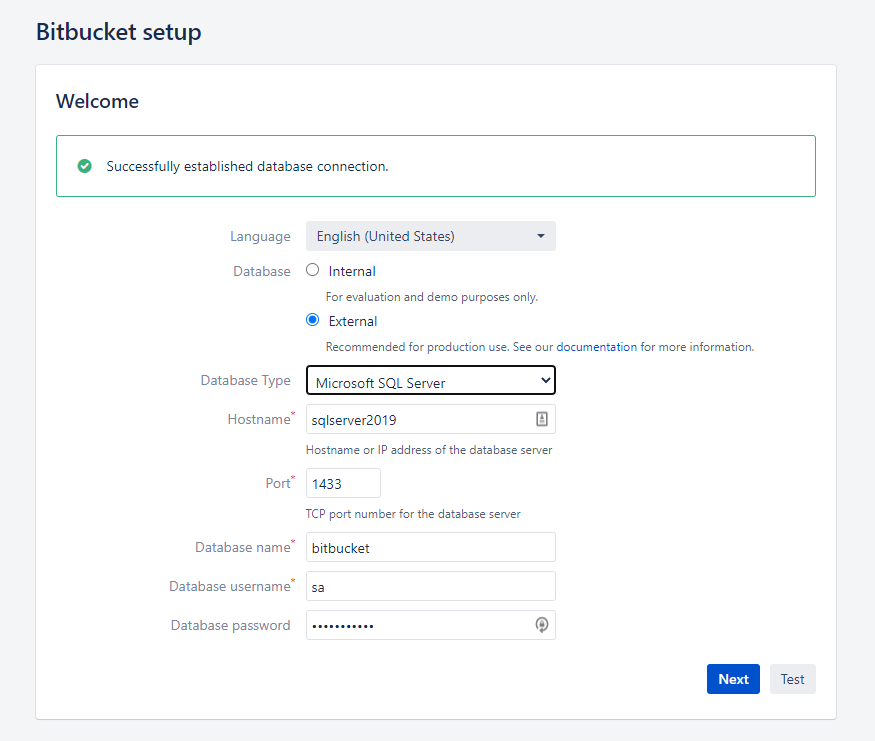 Bitbucket setup
Welcome
Successfully established database connection.
Language English (United States)
Database Internal
For evaluation and demo purposes only.
External
Recommended for production use. See our documentation for more information.
Database Type Microsoft SQL Server
Hostname* sqlserver2019
Hostname or IP address of the database server
Port* 1433
TCP port number for the database server
Database name* bitbucket
Database username* sa
Database password •••••••••••
Next Test